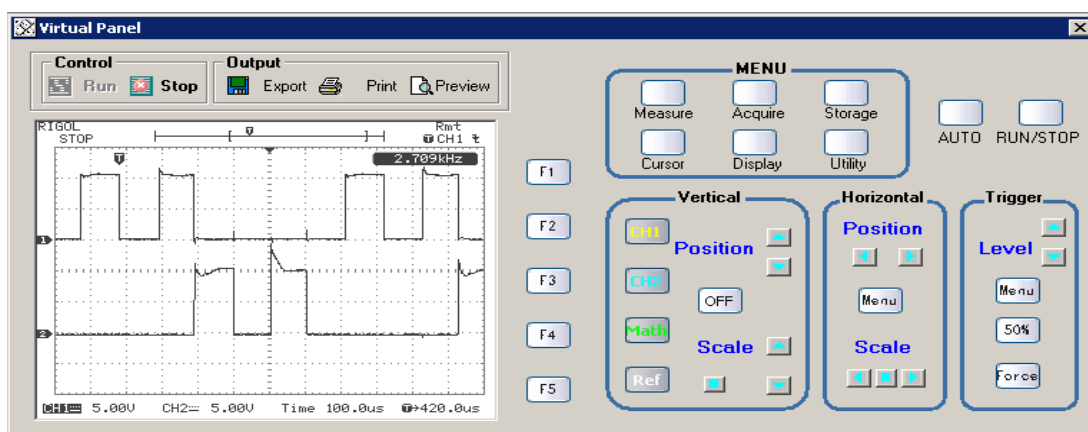 Virtual Panel
Control
Run Stop
Output
Export Print Preview
RIGOL
STOP
Rmt
T CH1
T
T
2.709kHz
1
2
CH1 5.00V CH2 5.00V Time 100.0us T→420.0us
F1
F2
F3
F4
F5
MENU
Measure Acquire Storage
Cursor Display Utility
AUTO RUN/STOP
Vertical
CH1
CH2
Math
Ref
Position
OFF
Scale
Horizontal
Position
Menu
Scale
Trigger
Level
Menu
50%
Force